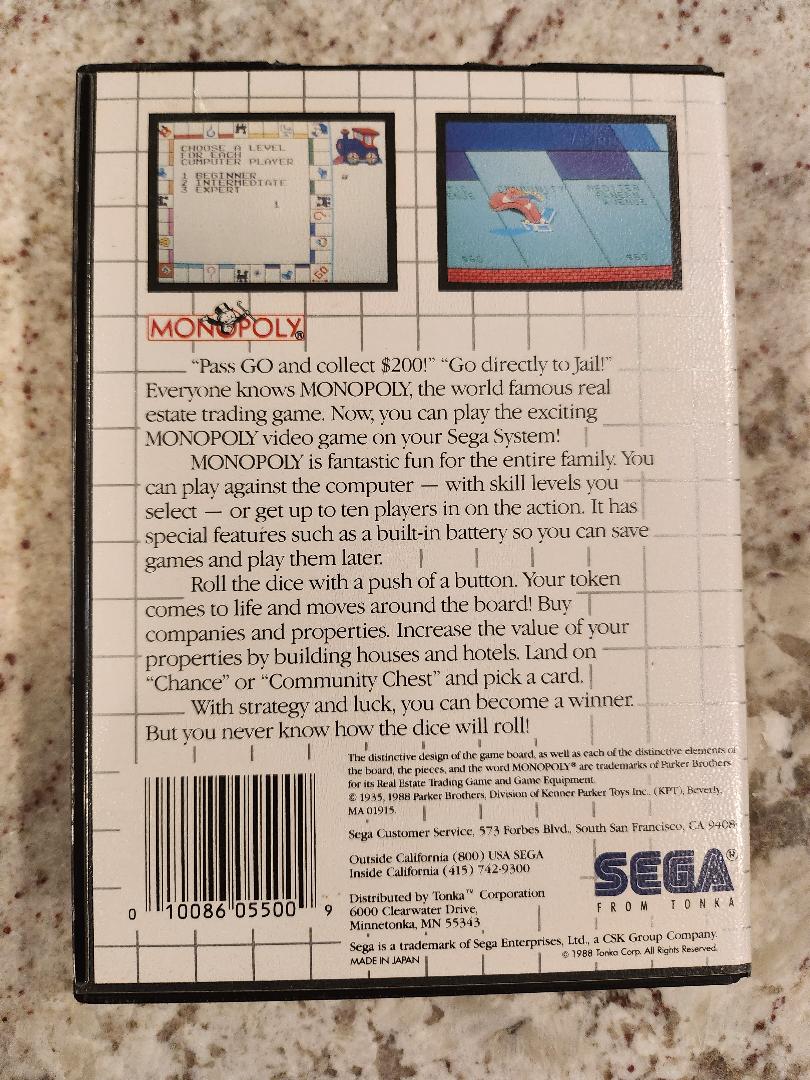 CHOOSE A LEVEL
FOR EACH
COMPUTER PLAYER
1 BEGINNER
2 INTERMEDIATE
3 EXPERT
1
GO
COMMUNITY
MEDITER
RANEAN
AVENUE
$60
$60
MONOPOLY®
"Pass GO and collect $200!" "Go directly to Jail!"
Everyone knows MONOPOLY, the world famous real
estate trading game. Now, you can play the exciting
MONOPOLY video game on your Sega System!
MONOPOLY is fantastic fun for the entire family. You
can play against the computer — with skill levels you
select — or get up to ten players in on the action. It has
special features such as a built-in battery so you can save
games and play them later.
Roll the dice with a push of a button. Your token
comes to life and moves around the board! Buy
companies and properties. Increase the value of your
properties by building houses and hotels. Land on
"Chance" or "Community Chest" and pick a card.
With strategy and luck, you can become a winner.
But you never know how the dice will roll!
The distinctive design of the game board, as well as each of the distinctive elements of
the board, the pieces, and the word MONOPOLY® are trademarks of Parker Brothers
for its Real Estate Trading Game and Game Equipment.
© 1935, 1988 Parker Brothers, Division of Kenner Parker Toys Inc., (KPT), Beverly,
MA 01915.
Sega Customer Service, 573 Forbes Blvd., South San Francisco, CA 9408
Outside California (800) USA SEGA
Inside California (415) 742-9300
Distributed by Tonka™ Corporation
6000 Clearwater Drive,
Minnetonka, MN 55343
SEGA®
FROM TONKA
0 10086 05500 9
Sega is a trademark of Sega Enterprises, Ltd., a CSK Group Company.
MADE IN JAPAN
© 1988 Tonka Corp. All Rights Reserved.